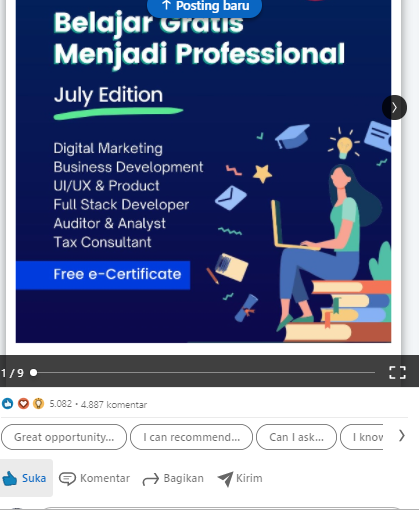 ↑ Posting baru
Belajar Gratis
Menjadi Professional
July Edition
Digital Marketing
Business Development
UI/UX & Product
Full Stack Developer
Auditor & Analyst
Tax Consultant
Free e-Certificate
1 / 9
5.082 • 4.887 komentar
Great opportunity...
I can recommend...
Can I ask...
I know
Suka
Komentar
Bagikan
Kirim